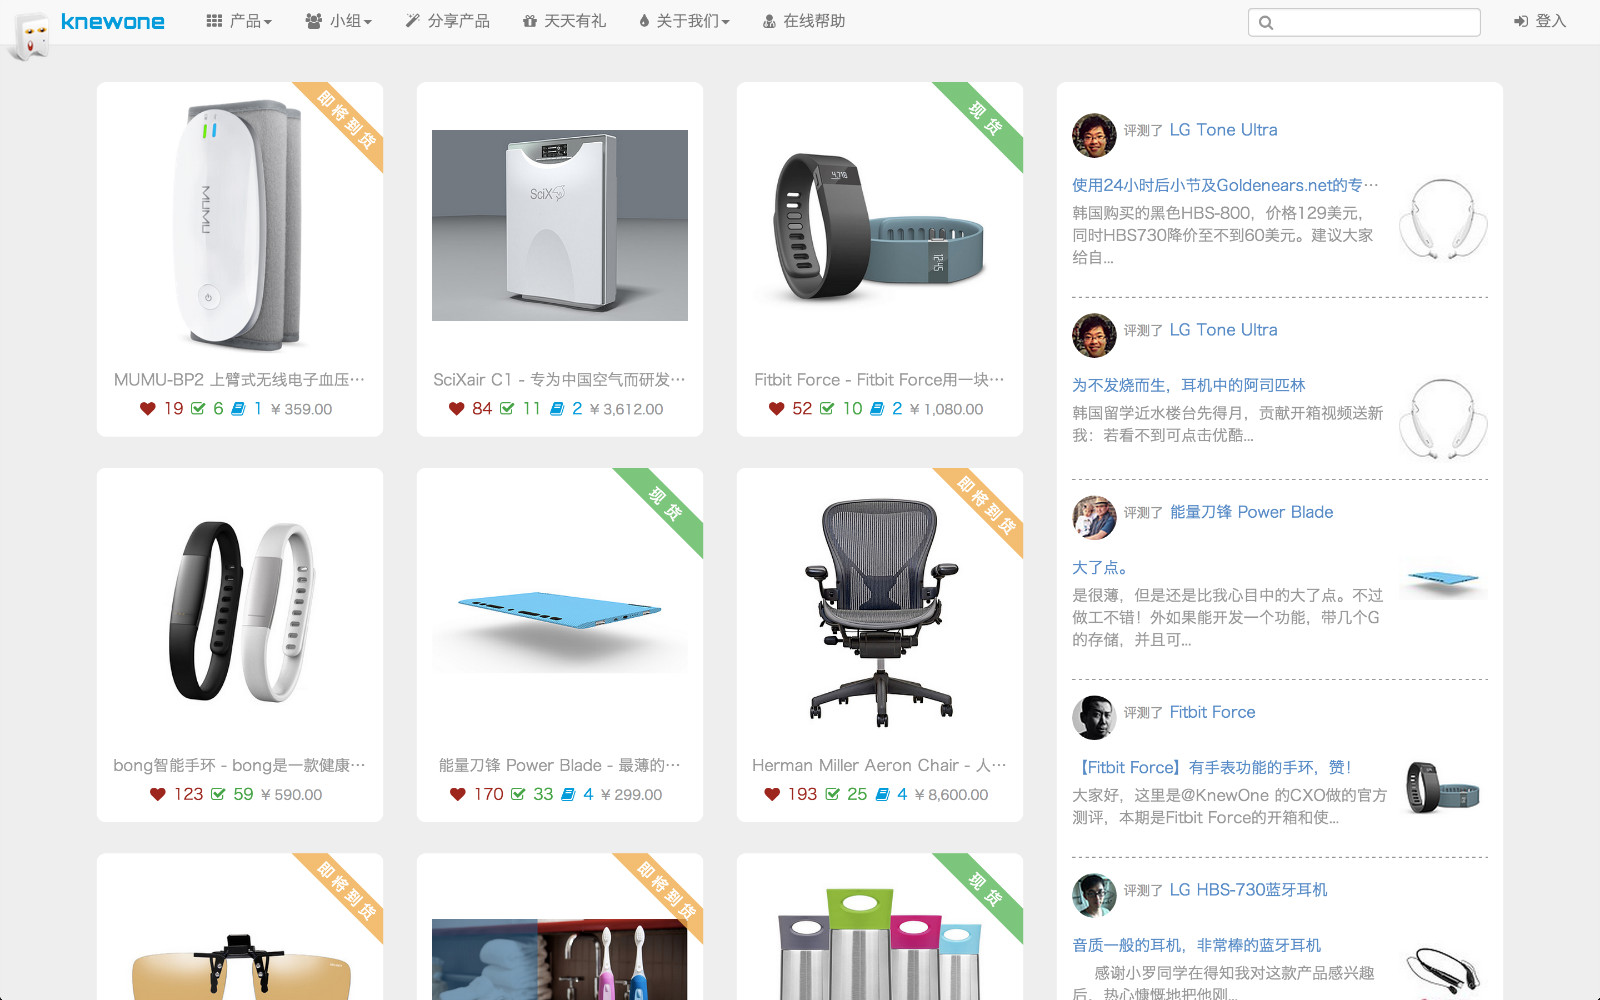 knewone
产品
小组
分享产品
天天有礼
关于我们
在线帮助
登入
即将到货
MUMU
MUMU-BP2 上臂式无线电子血压…
19 6 1 ¥ 359.00
SciX
SciXair C1 - 专为中国空气而研发…
84 11 2 ¥ 3,612.00
现货
4,718
12:45
Fitbit Force - Fitbit Force用一块…
52 10 2 ¥ 1,080.00
bong智能手环 - bong是一款健康…
123 59 ¥ 590.00
现货
能量刀锋 Power Blade - 最薄的…
170 33 4 ¥ 299.00
即将到货
Herman Miller Aeron Chair - 人…
193 25 4 ¥ 8,600.00
即将到货
即将到货
现货
评测了 LG Tone Ultra
使用24小时后小节及Goldenears.net的专…
韩国购买的黑色HBS-800，价格129美元，
同时HBS730降价至不到60美元。建议大家
给自...
评测了 LG Tone Ultra
为不发烧而生，耳机中的阿司匹林
韩国留学近水楼台先得月，贡献开箱视频送新
我：若看不到可点击优酷...
评测了 能量刀锋 Power Blade
大了点。
是很薄，但是还是比我心目中的大了点。不过
做工不错！外如果能开发一个功能，带几个G
的存储，并且可...
评测了 Fitbit Force
【Fitbit Force】有手表功能的手环，赞！
大家好，这里是@KnewOne 的CXO做的官方
测评，本期是Fitbit Force的开箱和使...
评测了 LG HBS-730蓝牙耳机
音质一般的耳机，非常棒的蓝牙耳机
感谢小罗同学在得知我对这款产品感兴趣
后，热心慷慨地把他刚...